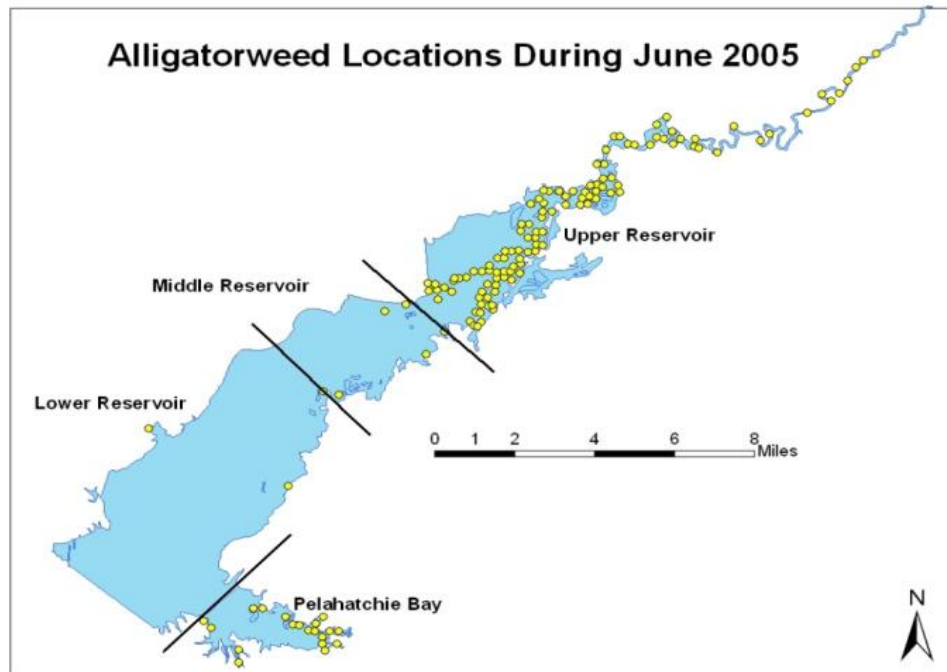 Alligatorweed Locations During June 2005
Upper Reservoir
Middle Reservoir
Lower Reservoir
0 1 2 4 6 8
Miles
Pelahatchie Bay
N